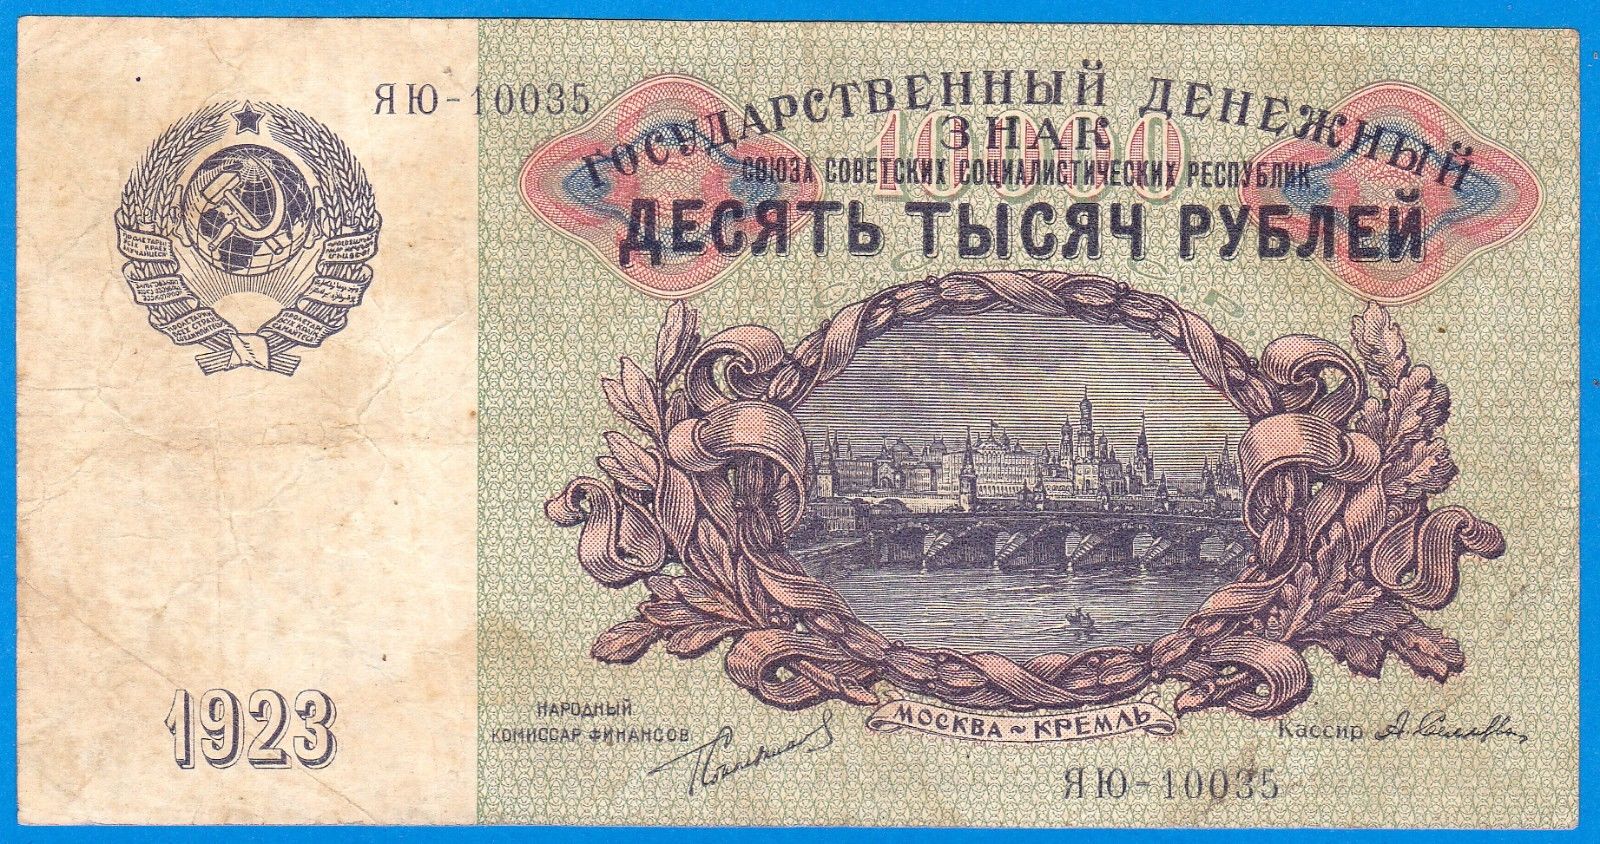 ЯЮ-10035
ГОСУДАРСТВЕННЫЙ ДЕНЕЖНЫЙ
ЗНАК
10000
СОЮЗА СОВЕТСКИХ СОЦИАЛИСТИЧЕСКИХ РЕСПУБЛИК
ДЕСЯТЬ ТЫСЯЧ РУБЛЕЙ
1923
НАРОДНЫЙ
КОМИССАР ФИНАНСОВ
МОСКВА~КРЕМЛЬ
Кассир
ЯЮ-10035